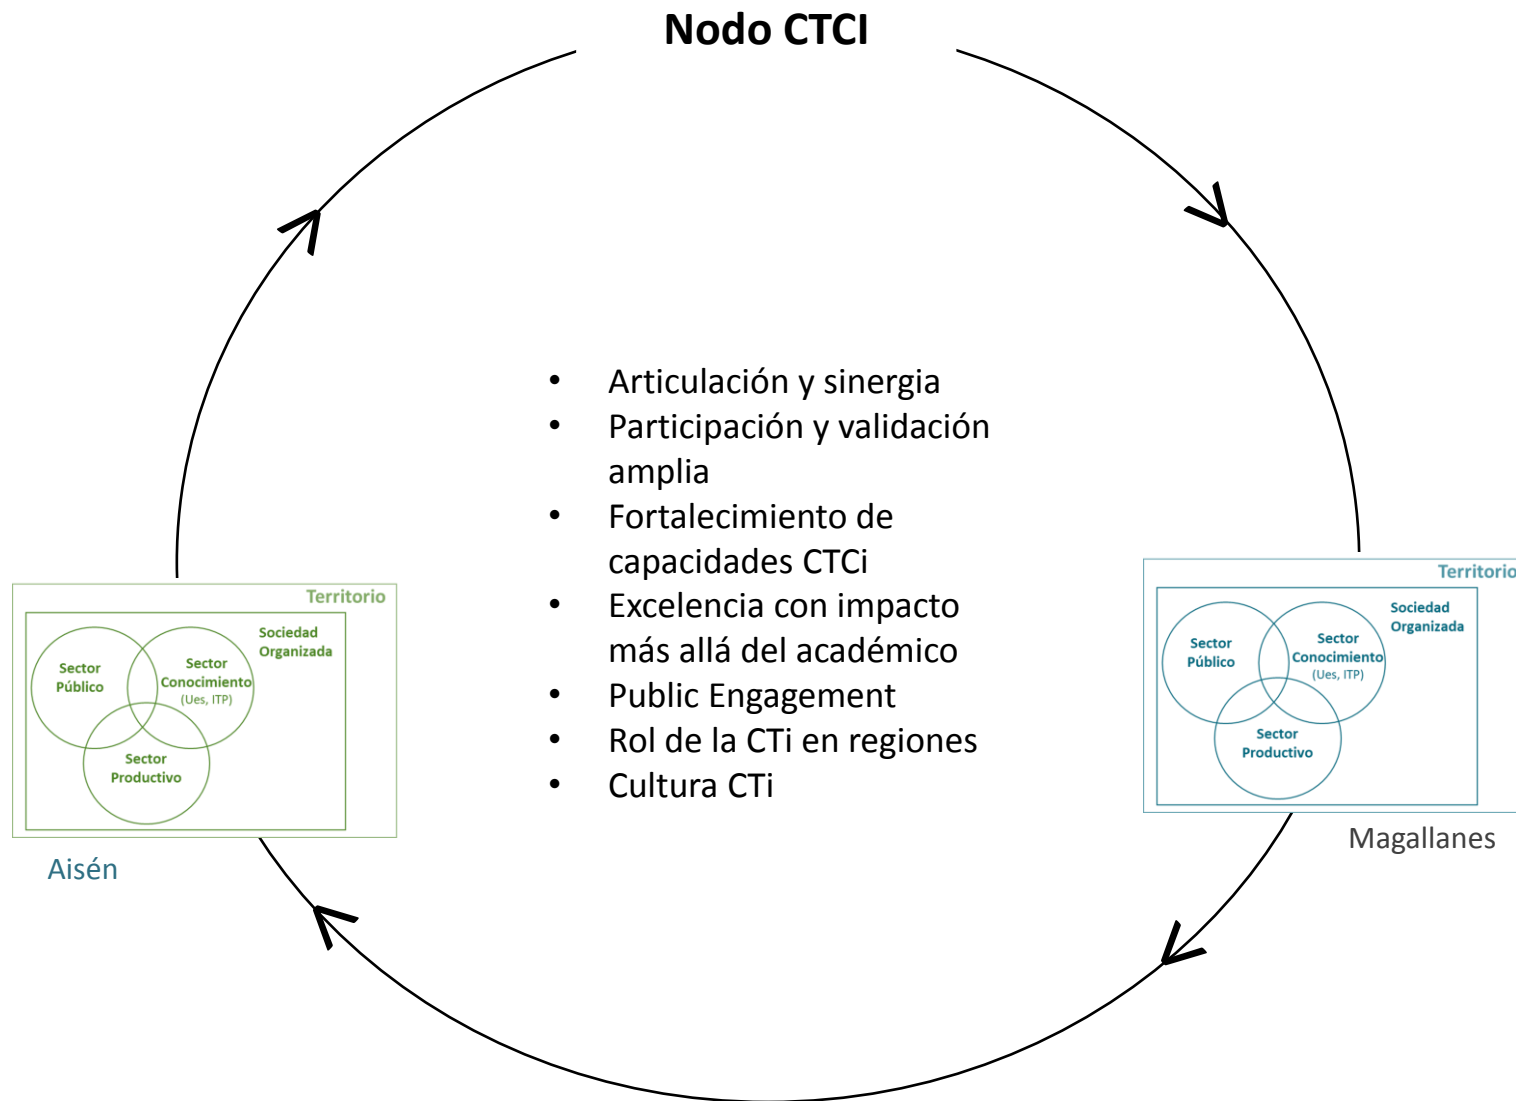 Nodo CTCI
• Articulación y sinergia
• Participación y validación
amplia
• Fortalecimiento de
capacidades CTCi
• Excelencia con impacto
más allá del académico
• Public Engagement
• Rol de la CTi en regiones
• Cultura CTi
Territorio
Sociedad
Organizada
Sector
Público
Sector
Conocimiento
(Ues, ITP)
Sector
Productivo
Aisén
Territorio
Sociedad
Organizada
Sector
Público
Sector
Conocimiento
(Ues, ITP)
Sector
Productivo
Magallanes